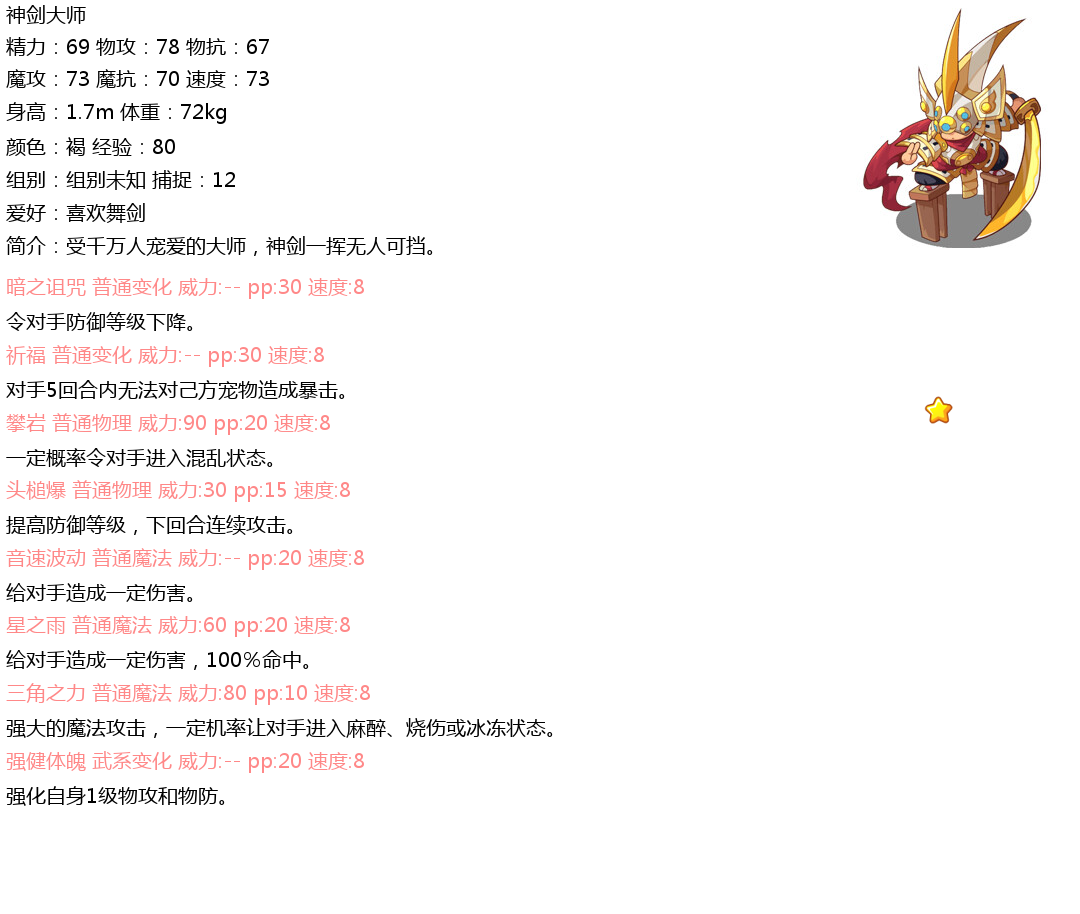 神剑大师
精力：69 物攻：78 物抗：67
魔攻：73 魔抗：70 速度：73
身高：1.7m 体重：72kg
颜色：褐 经验：80
组别：组别未知 捕捉：12
爱好：喜欢舞剑
简介：受千万人宠爱的大师，神剑一挥无人可挡。
暗之诅咒 普通变化 威力:-- pp:30 速度:8
令对手防御等级下降。
祈福 普通变化 威力:-- pp:30 速度:8
对手5回合内无法对己方宠物造成暴击。
攀岩 普通物理 威力:90 pp:20 速度:8
一定概率令对手进入混乱状态。
头槌爆 普通物理 威力:30 pp:15 速度:8
提高防御等级，下回合连续攻击。
音速波动 普通魔法 威力:-- pp:20 速度:8
给对手造成一定伤害。
星之雨 普通魔法 威力:60 pp:20 速度:8
给对手造成一定伤害，100%命中。
三角之力 普通魔法 威力:80 pp:10 速度:8
强大的魔法攻击，一定机率让对手进入麻醉、烧伤或冰冻状态。
强健体魄 武系变化 威力:-- pp:20 速度:8
强化自身1级物攻和物防。